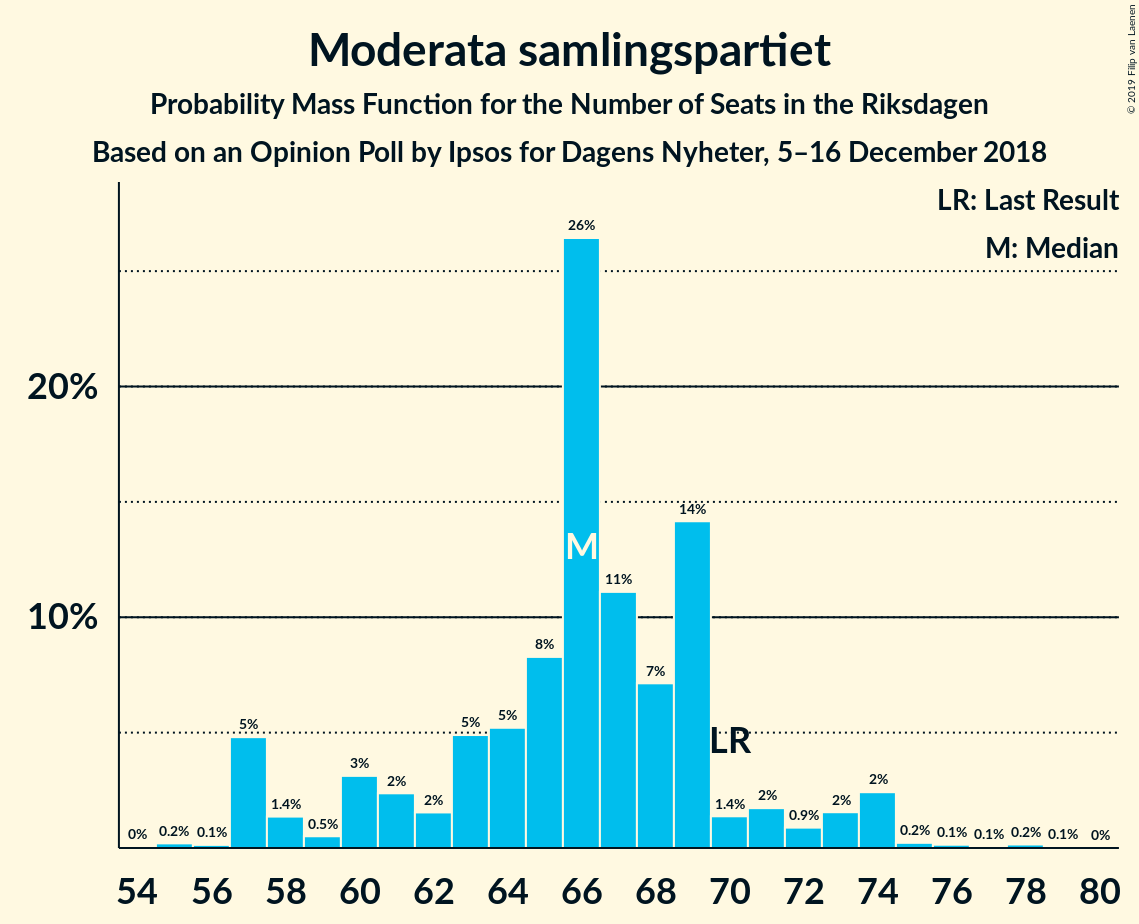 © 2019 Filip van Laenen
Moderata samlingspartiet
Probability Mass Function for the Number of Seats in the Riksdagen
Based on an Opinion Poll by Ipsos for Dagens Nyheter, 5–16 December 2018
LR: Last Result
M: Median
20%
10%
0% 0.2% 0.1% 5% 1.4% 0.5% 3% 2% 2% 5% 5% 8% 26% 11% 7% 14% 1.4% 2% 0.9% 2% 2% 0.2% 0.1% 0.1% 0.2% 0.1% 0%
M
LR
54 56 58 60 62 64 66 68 70 72 74 76 78 80